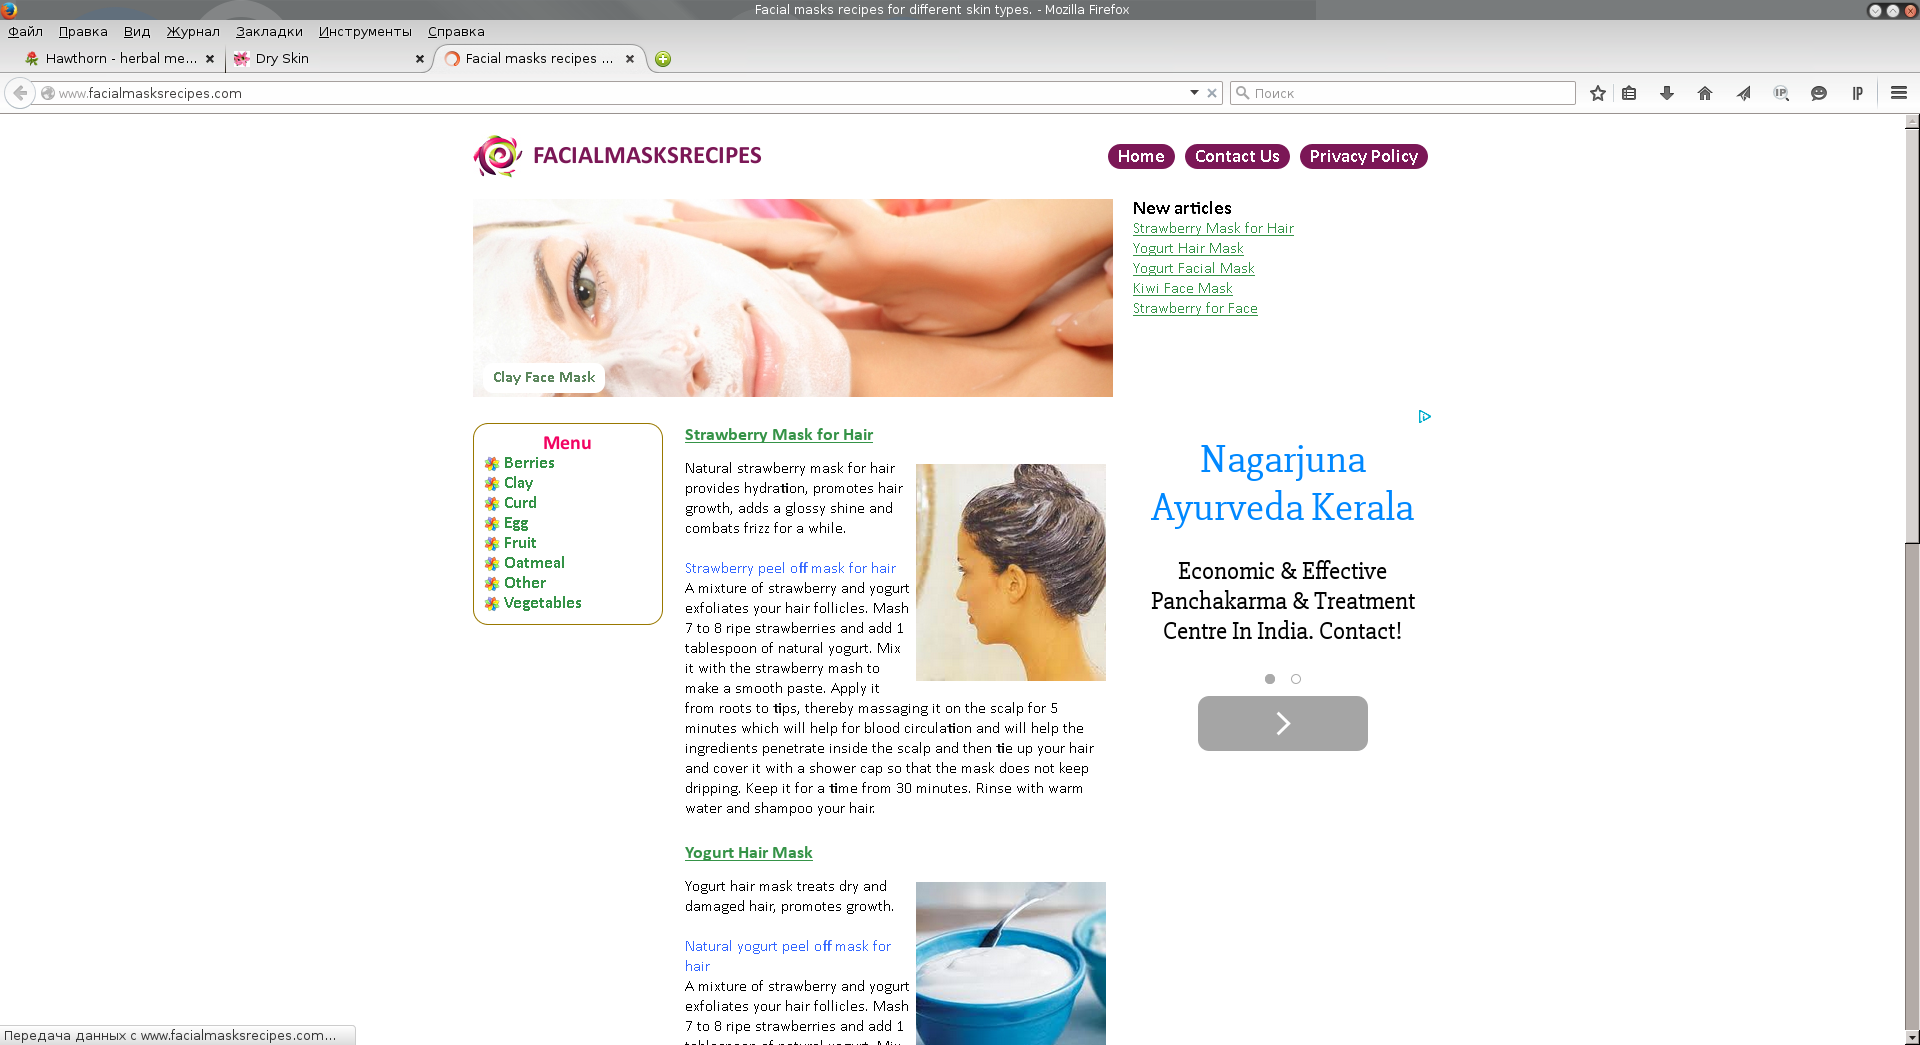 Facial masks recipes for different skin types. - Mozilla Firefox
Файл Правка Вид Журнал Закладки Инструменты Справка
Hawthorn - herbal me... Dry Skin Facial masks recipes ...
www.facialmasksrecipes.com Поиск
FACIALMASKSRECIPES
Home Contact Us Privacy Policy
Clay Face Mask
New articles
Strawberry Mask for Hair
Yogurt Hair Mask
Yogurt Facial Mask
Kiwi Face Mask
Strawberry for Face
Menu
Berries
Clay
Curd
Egg
Fruit
Oatmeal
Other
Vegetables
Strawberry Mask for Hair
Natural strawberry mask for hair
provides hydration, promotes hair
growth, adds a glossy shine and
combats frizz for a while.
Strawberry peel off mask for hair
A mixture of strawberry and yogurt
exfoliates your hair follicles. Mash
7 to 8 ripe strawberries and add 1
tablespoon of natural yogurt. Mix
it with the strawberry mash to
make a smooth paste. Apply it
from roots to tips, thereby massaging it on the scalp for 5
minutes which will help for blood circulation and will help the
ingredients penetrate inside the scalp and then tie up your hair
and cover it with a shower cap so that the mask does not keep
dripping. Keep it for a time from 30 minutes. Rinse with warm
water and shampoo your hair.
Yogurt Hair Mask
Yogurt hair mask treats dry and
damaged hair, promotes growth.
Natural yogurt peel off mask for
hair
A mixture of strawberry and yogurt
exfoliates your hair follicles. Mash
7 to 8 ripe strawberries and add 1
tablespoon of natural yogurt. Mix
Nagarjuna
Ayurveda Kerala
Economic & Effective
Panchakarma & Treatment
Centre In India. Contact!
Передача данных с www.facialmasksrecipes.com...